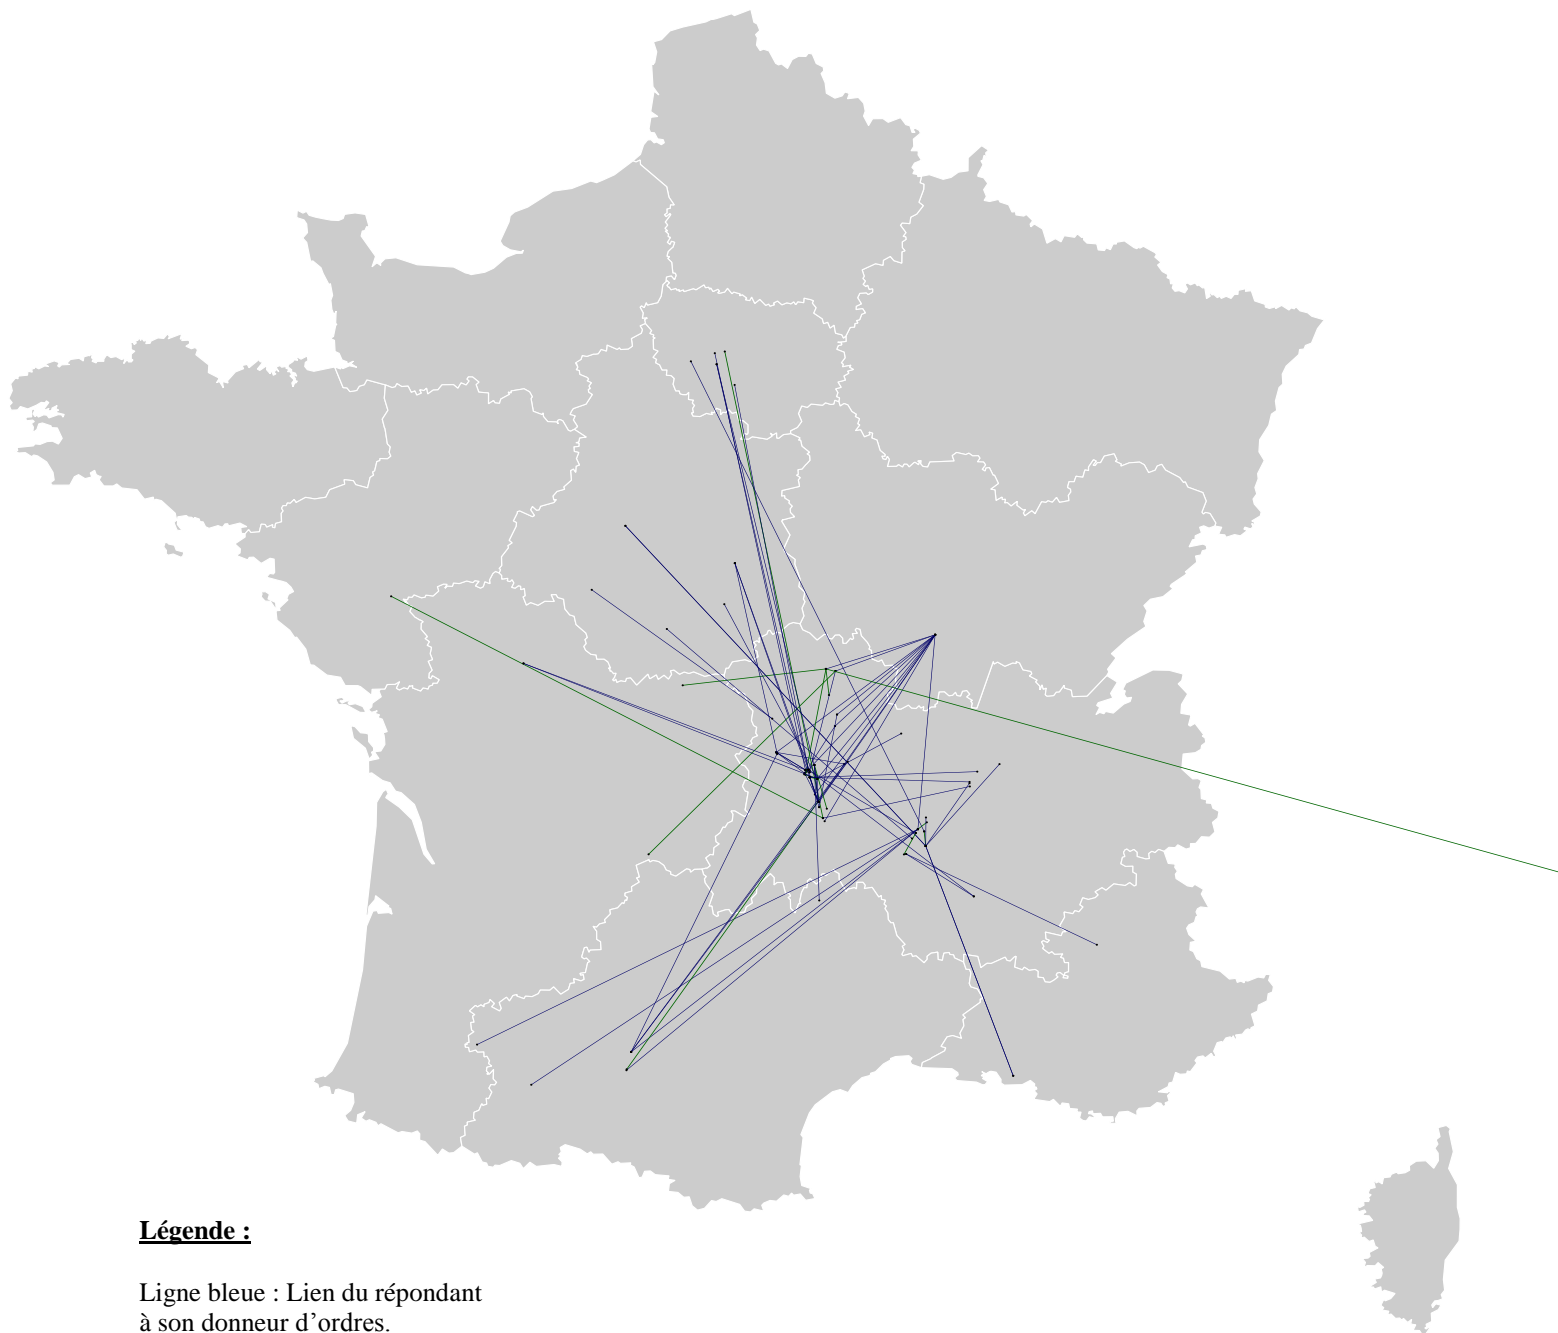 Légende :
Ligne bleue : Lien du répondant
à son donneur d’ordres.